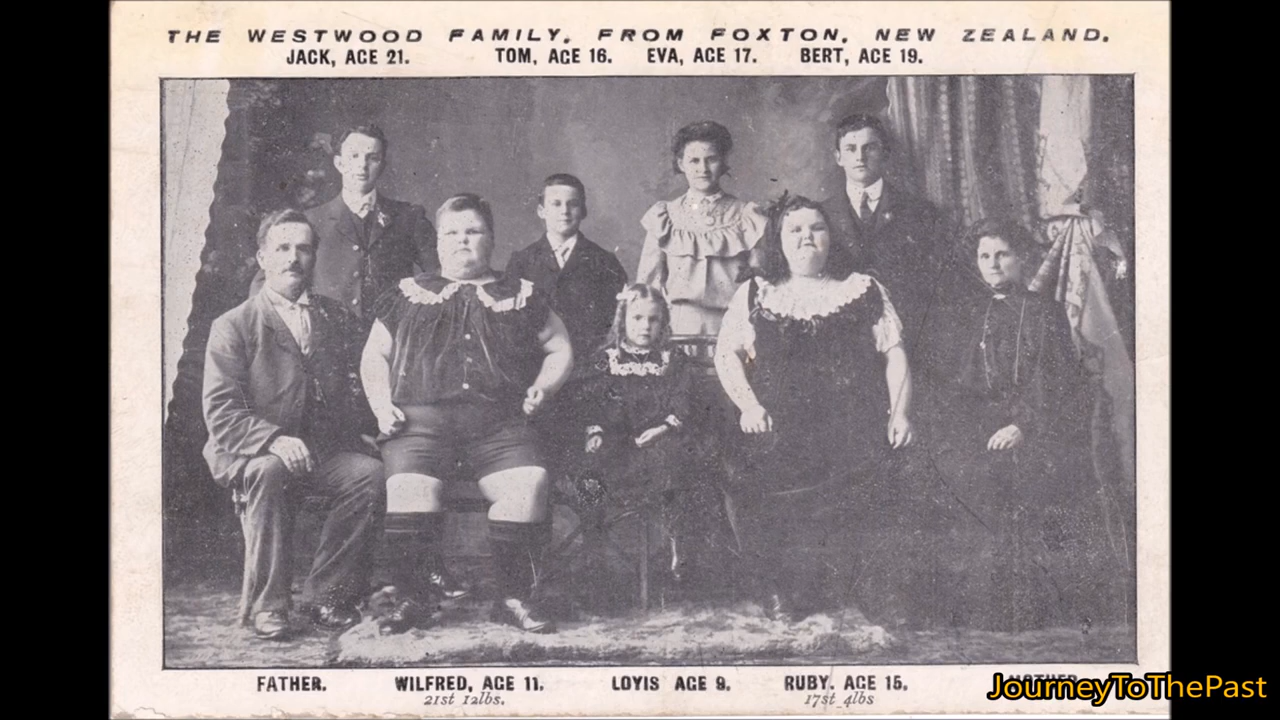 THE WESTWOOD FAMILY, FROM FOXTON, NEW ZEALAND.
JACK, AGE 21. TOM, AGE 16. EVA, AGE 17. BERT, AGE 19.
FATHER. WILFRED, AGE 11. LOYIS AGE 9. RUBY. AGE 15.
21st 12lbs. 17st 4lbs
JourneyToThePast